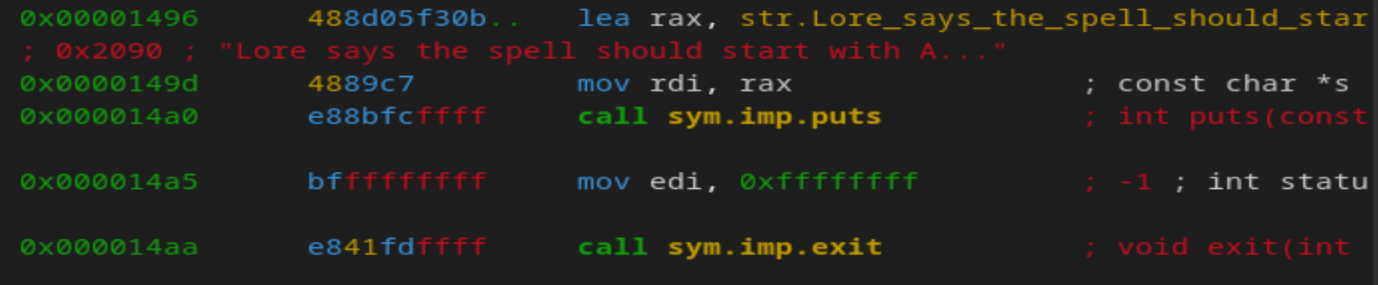 0x00001496 488d05f30b.. lea rax, str.Lore_says_the_spell_should_star
; 0x2090 ; "Lore says the spell should start with A..."
0x0000149d 4889c7 mov rdi, rax ; const char *s
0x000014a0 e88bfcffff call sym.imp.puts ; int puts(const
0x000014a5 bfffffffff mov edi, 0xffffffff ; -1 ; int statu
0x000014aa e841fdffff call sym.imp.exit ; void exit(int